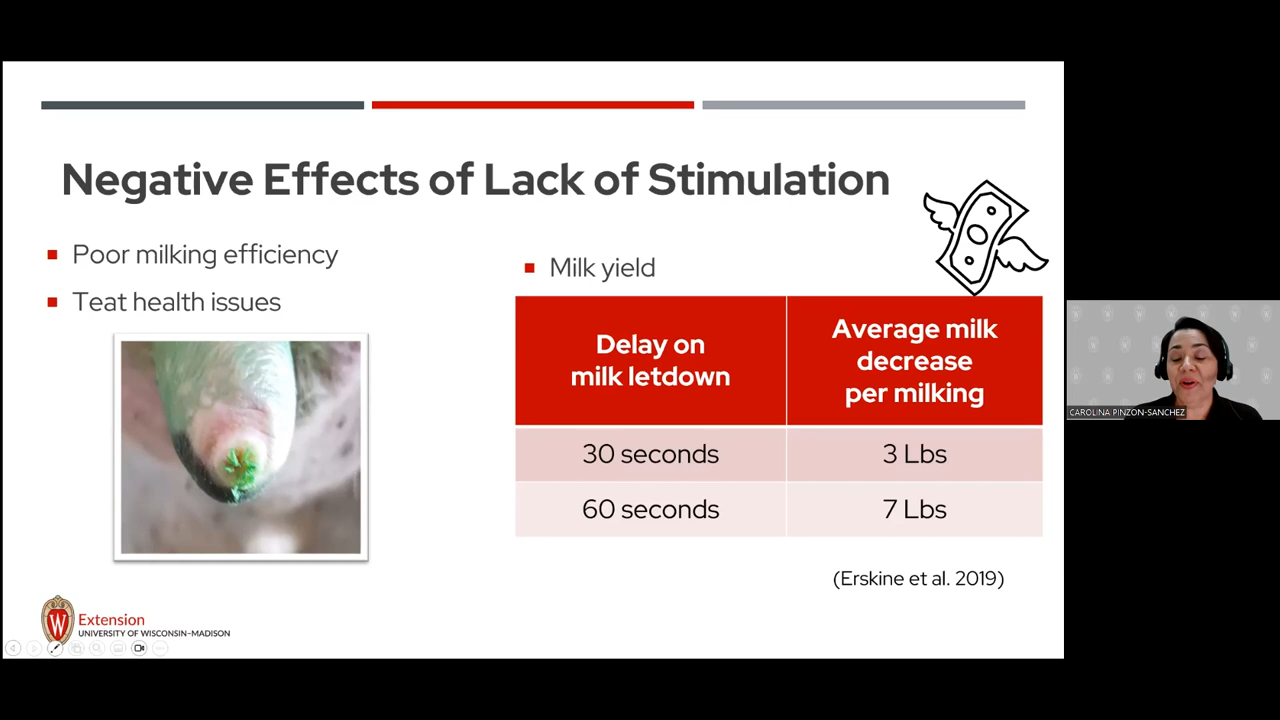 Negative Effects of Lack of Stimulation
Poor milking efficiency
Teat health issues
Milk yield
Delay on
milk letdown
Average milk
decrease
per milking
30 seconds
3 Lbs
60 seconds
7 Lbs
(Erskine et al. 2019)
W
Extension
UNIVERSITY OF WISCONSIN–MADISON
CAROLINA PINZON-SANCHEZ